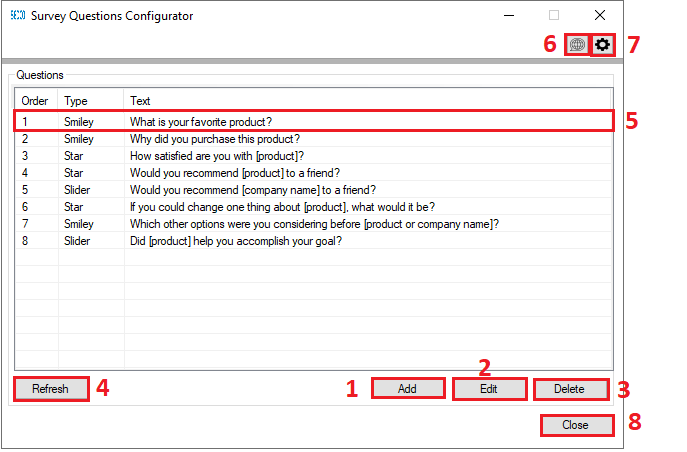 SECO Survey Questions Configurator
6 7
Questions
Order Type Text
1 Smiley What is your favorite product? 5
2 Smiley Why did you purchase this product?
3 Star How satisfied are you with [product]?
4 Star Would you recommend [product] to a friend?
5 Slider Would you recommend [company name] to a friend?
6 Star If you could change one thing about [product], what would it be?
7 Smiley Which other options were you considering before [product or company name]?
8 Slider Did [product] help you accomplish your goal?
2
Refresh 4 1 Add Edit Delete 3
Close 8